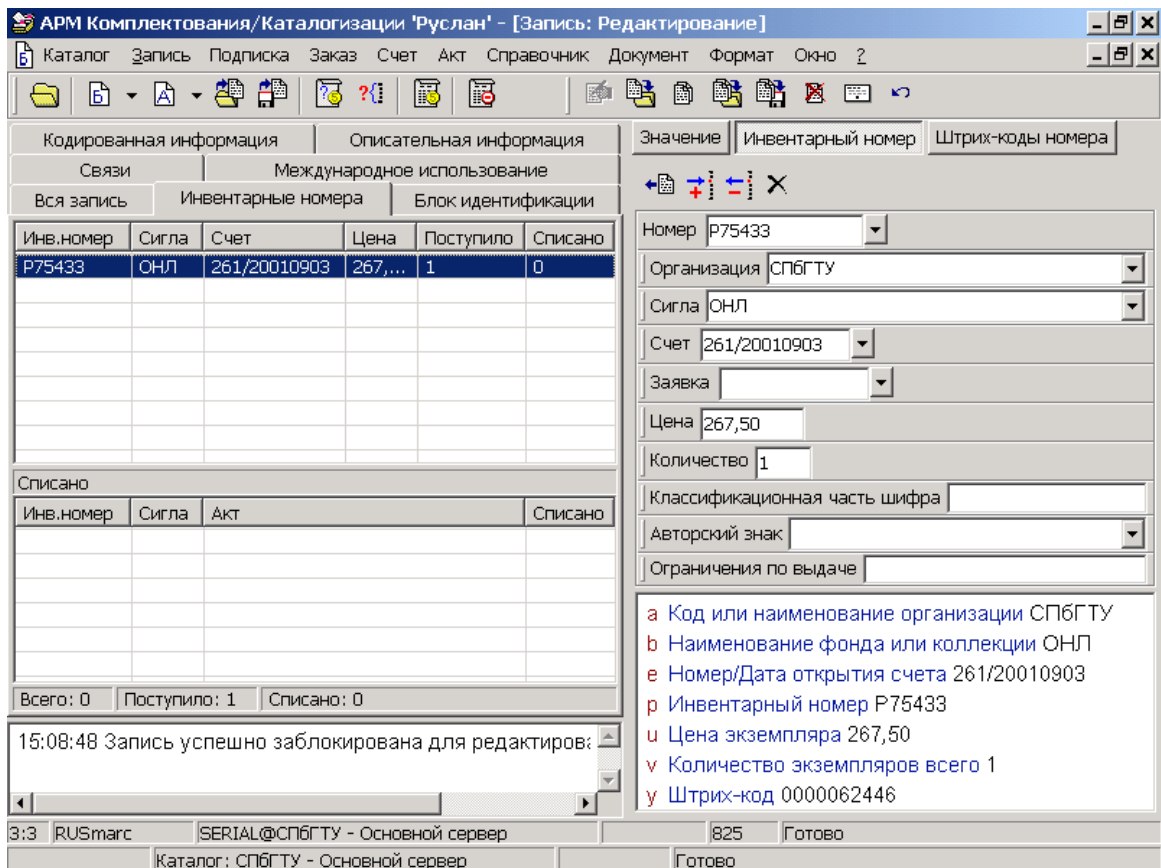 АРМ Комплектования/Каталогизации 'Руслан' - [Запись: Редактирование]
Каталог Запись Подписка Заказ Счет Акт Справочник Документ Формат Окно ?
Кодированная информация Описательная информация
Связи Международное использование
Вся запись Инвентарные номера Блок идентификации
Инв.номер Сигла Счет Цена Поступило Списано
P75433 ОНЛ 261/20010903 267,... 1 0
Списано
Инв.номер Сигла Акт Списано
Всего: 0 Поступило: 1 Списано: 0
15:08:48 Запись успешно заблокирована для редактирова
Значение Инвентарный номер Штрих-коды номера
Номер P75433
Организация СПбГТУ
Сигла ОНЛ
Счет 261/20010903
Заявка
Цена 267,50
Количество 1
Классификационная часть шифра
Авторский знак
Ограничения по выдаче
a Код или наименование организации СПбГТУ
b Наименование фонда или коллекции ОНЛ
e Номер/Дата открытия счета 261/20010903
p Инвентарный номер P75433
u Цена экземпляра 267,50
v Количество экземпляров всего 1
y Штрих-код 0000062446
3:3 RUSmarc SERIAL@СПбГТУ - Основной сервер 825 Готово
Каталог: СПбГТУ - Основной сервер Готово